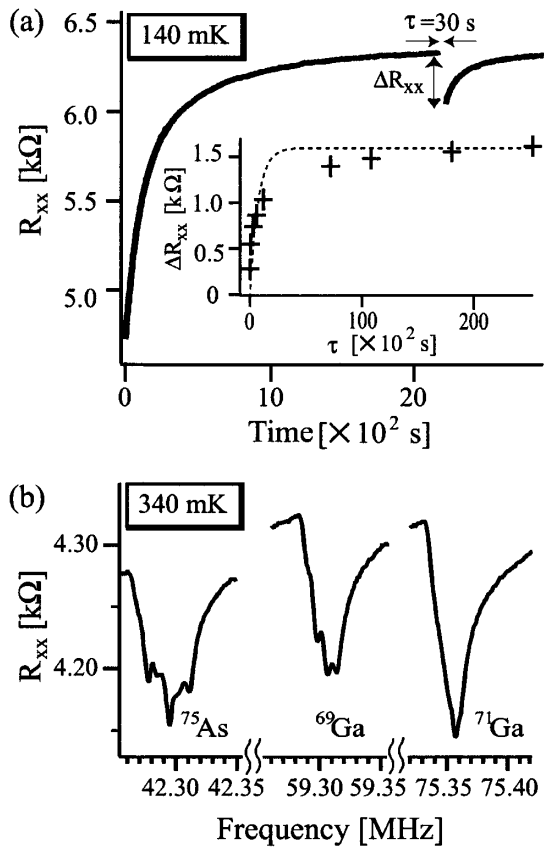 (a)
140 mK
τ = 30 s
ΔRxx
6.5
6.0
5.5
5.0
Rxx [kΩ]
1.5
1.0
0.5
0
ΔRxx [kΩ]
0 100 200
τ [×10² s]
0 10 20
Time [×10² s]
(b)
340 mK
4.30
4.20
Rxx [kΩ]
⁷⁵As ⁶⁹Ga ⁷¹Ga
42.30 42.35 59.30 59.35 75.35 75.40
Frequency [MHz]